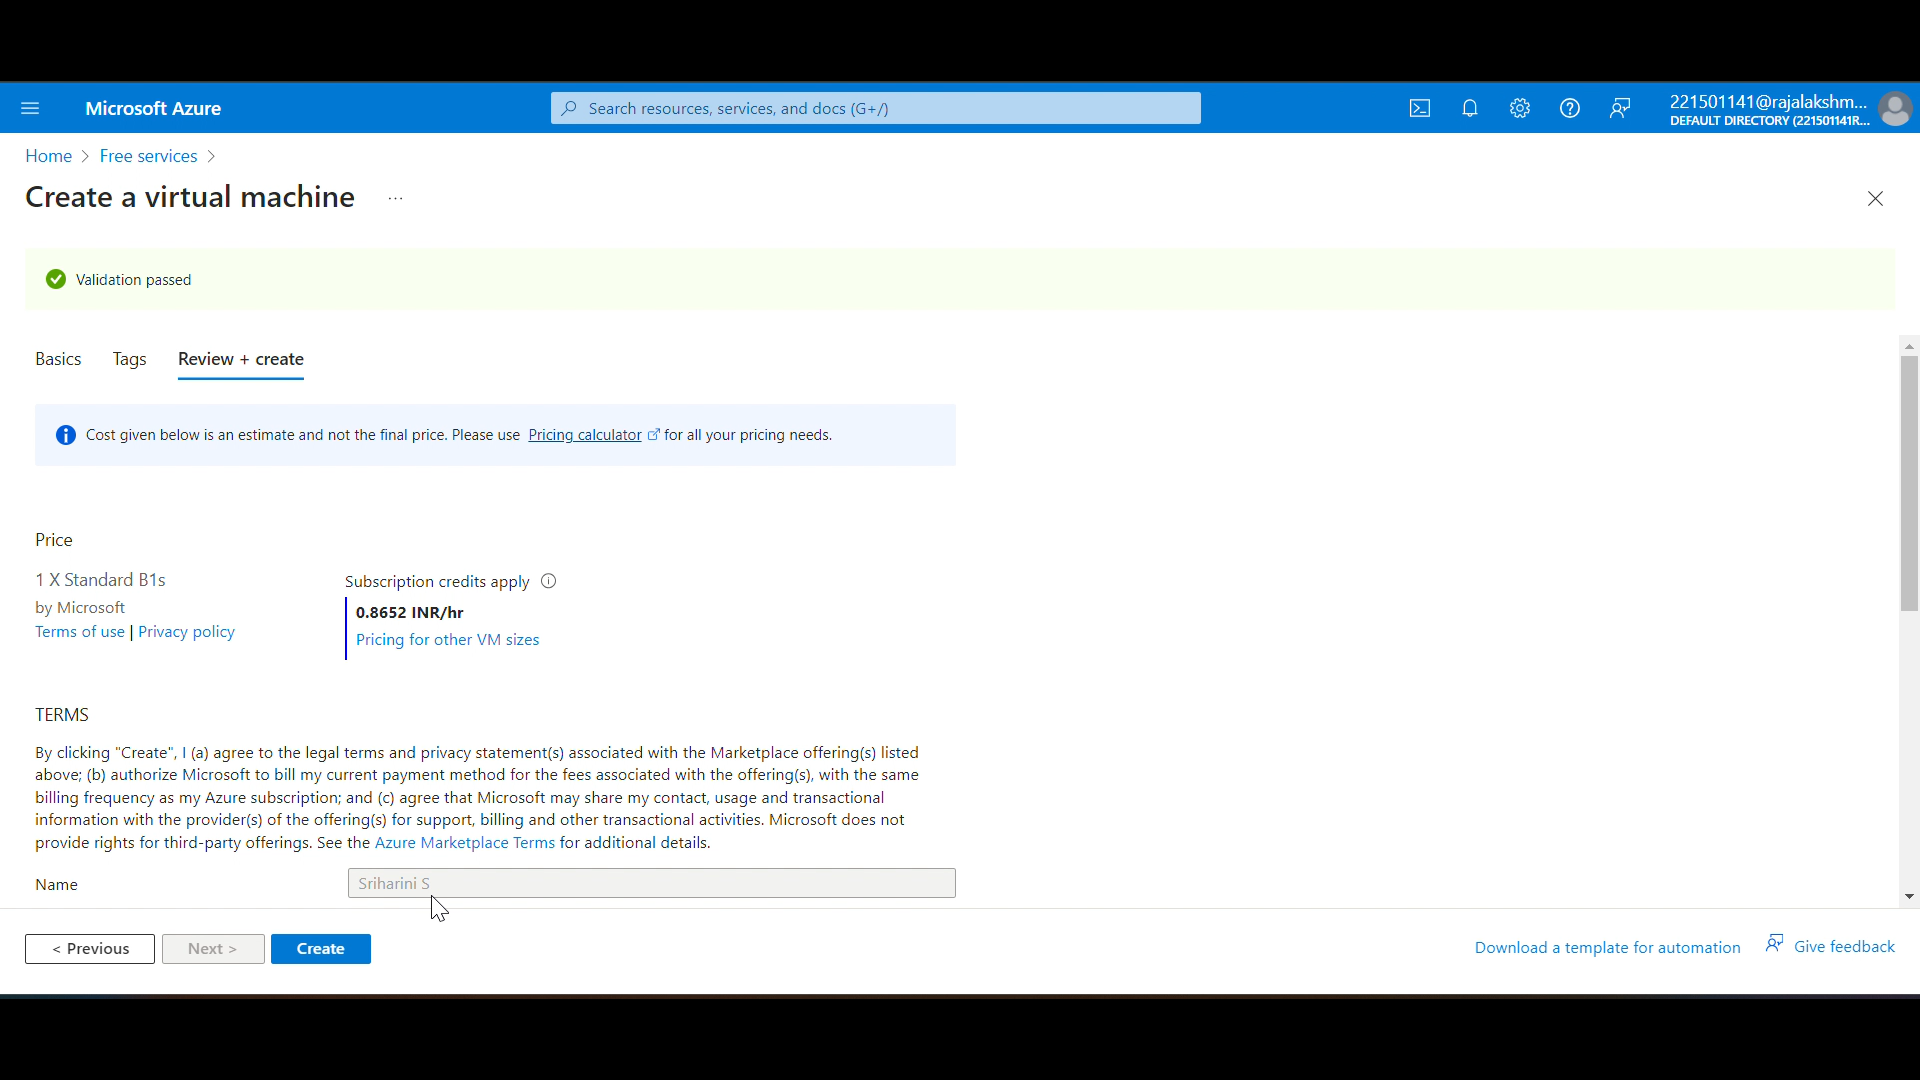 Microsoft Azure
Search resources, services, and docs (G+/)
221501141@rajalakshm...
DEFAULT DIRECTORY (221501141R...
Home > Free services >
Create a virtual machine ...
Validation passed
Basics Tags Review + create
Cost given below is an estimate and not the final price. Please use Pricing calculator for all your pricing needs.
Price
1 X Standard B1s
by Microsoft
Terms of use | Privacy policy
Subscription credits apply
0.8652 INR/hr
Pricing for other VM sizes
TERMS
By clicking "Create", I (a) agree to the legal terms and privacy statement(s) associated with the Marketplace offering(s) listed
above; (b) authorize Microsoft to bill my current payment method for the fees associated with the offering(s), with the same
billing frequency as my Azure subscription; and (c) agree that Microsoft may share my contact, usage and transactional
information with the provider(s) of the offering(s) for support, billing and other transactional activities. Microsoft does not
provide rights for third-party offerings. See the Azure Marketplace Terms for additional details.
Name Sriharini S
< Previous Next > Create Download a template for automation Give feedback